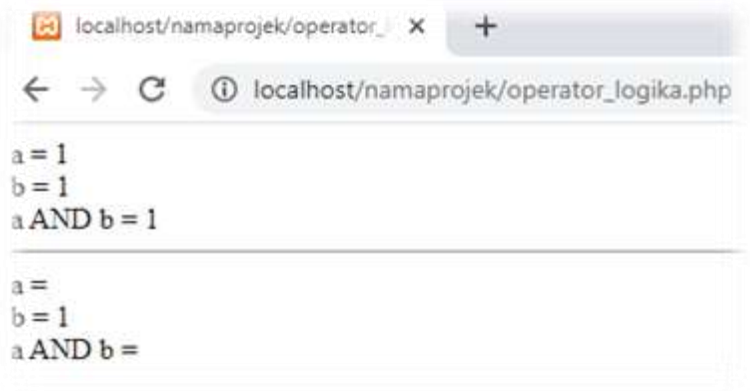 localhost/namaprojek/operator_
localhost/namaprojek/operator_logika.php
a = 1
b = 1
a AND b = 1
a =
b = 1
a AND b =